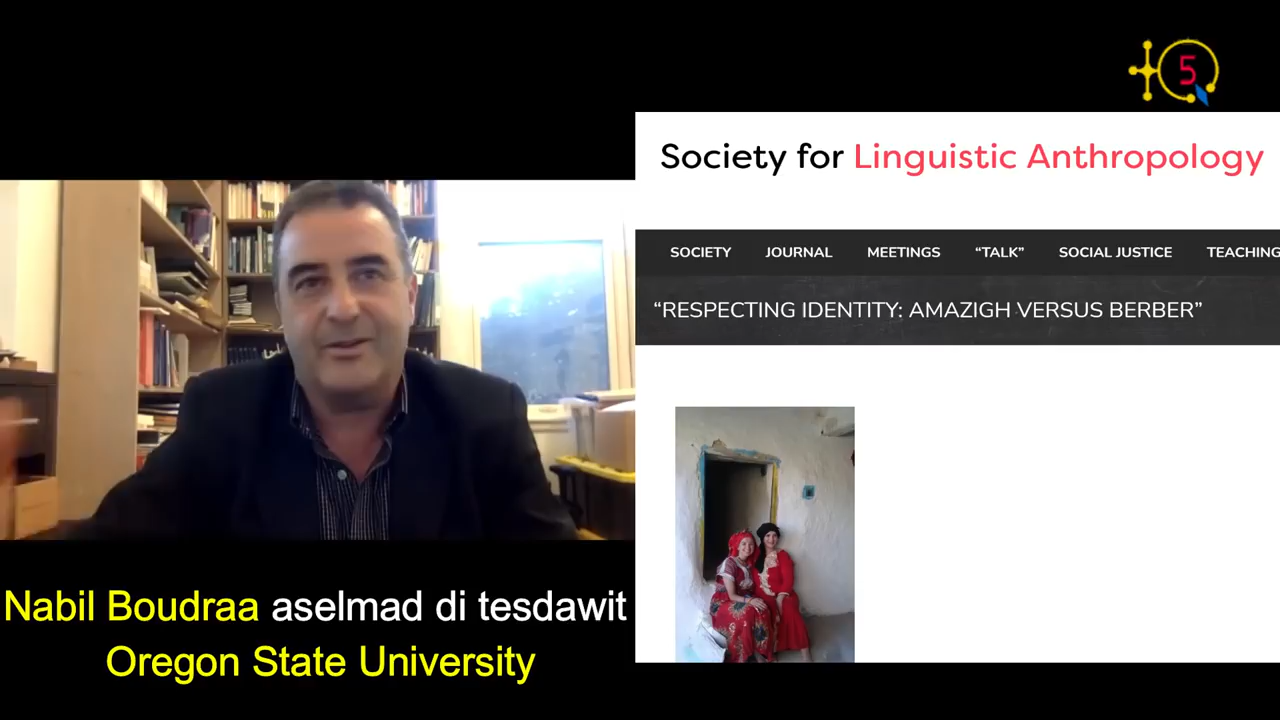 5
Society for Linguistic Anthropology
SOCIETY JOURNAL MEETINGS “TALK” SOCIAL JUSTICE TEACHING
“RESPECTING IDENTITY: AMAZIGH VERSUS BERBER”
Nabil Boudraa aselmad di tesdawit
Oregon State University